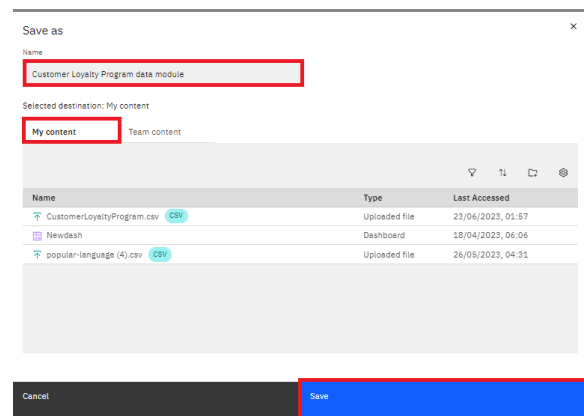 Save as
Name
Customer Loyalty Program data module
Selected destination: My content
My content Team content
Name Type Last Accessed
CustomerLoyaltyProgram.csv CSV Uploaded file 23/06/2023, 01:57
Newdash Dashboard 18/04/2023, 06:06
popular-language (4).csv CSV Uploaded file 26/05/2023, 04:31
Cancel Save